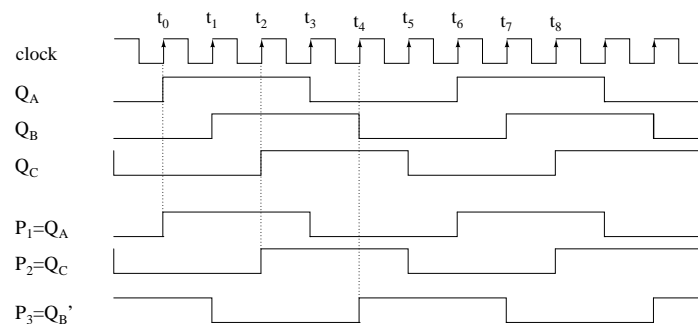 t0 t1 t2 t3 t4 t5 t6 t7 t8
clock
QA
QB
QC
P1=QA
P2=QC
P3=QB'